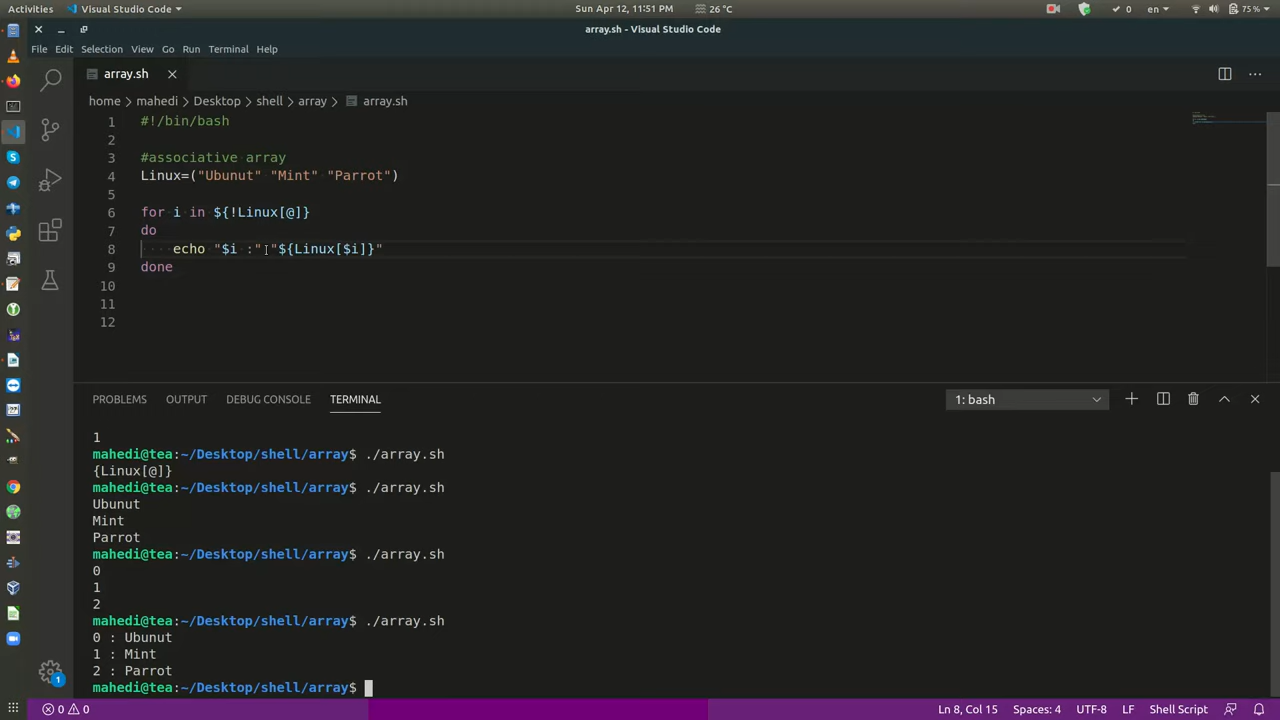 Activities Visual Studio Code Sun Apr 12, 11:51 PM 26 °C 0 en 75 %
array.sh - Visual Studio Code
File Edit Selection View Go Run Terminal Help
array.sh
home > mahedi > Desktop > shell > array > array.sh
1 #!/bin/bash
2
3 #associative array
4 Linux=("Ubunut" "Mint" "Parrot")
5
6 for i in ${!Linux[@]}
7 do
8 echo "$i :" "${Linux[$i]}"
9 done
10
11
12
PROBLEMS OUTPUT DEBUG CONSOLE TERMINAL 1: bash
1
mahedi@tea:~/Desktop/shell/array$ ./array.sh
{Linux[@]}
mahedi@tea:~/Desktop/shell/array$ ./array.sh
Ubunut
Mint
Parrot
mahedi@tea:~/Desktop/shell/array$ ./array.sh
0
1
2
mahedi@tea:~/Desktop/shell/array$ ./array.sh
0 : Ubunut
1 : Mint
2 : Parrot
mahedi@tea:~/Desktop/shell/array$
1
0 0 Ln 8, Col 15 Spaces: 4 UTF-8 LF Shell Script